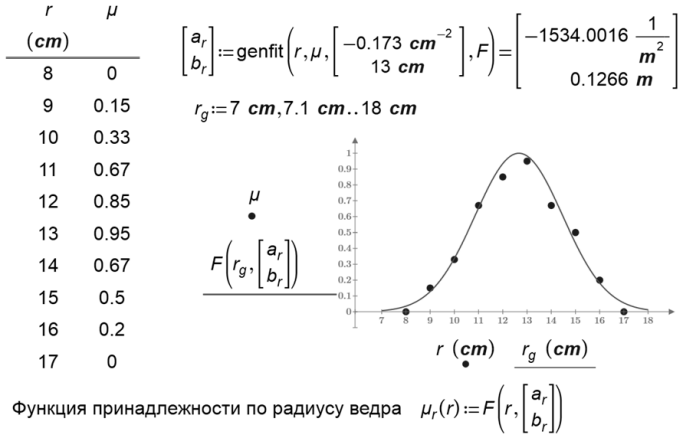 r μ
(cm)
8 0
9 0.15
10 0.33
11 0.67
12 0.85
13 0.95
14 0.67
15 0.5
16 0.2
17 0
[a_r b_r] := genfit(r, μ, [−0.173 cm^−2 13 cm], F) = [−1534.0016 1/m^2 0.1266 m]
r_g := 7 cm, 7.1 cm .. 18 cm
μ
F(r_g, [a_r b_r])
1
0.9
0.8
0.7
0.6
0.5
0.4
0.3
0.2
0.1
0
7 8 9 10 11 12 13 14 15 16 17 18
r (cm) r_g (cm)
Функция принадлежности по радиусу ведра μ_r(r) := F(r, [a_r b_r])